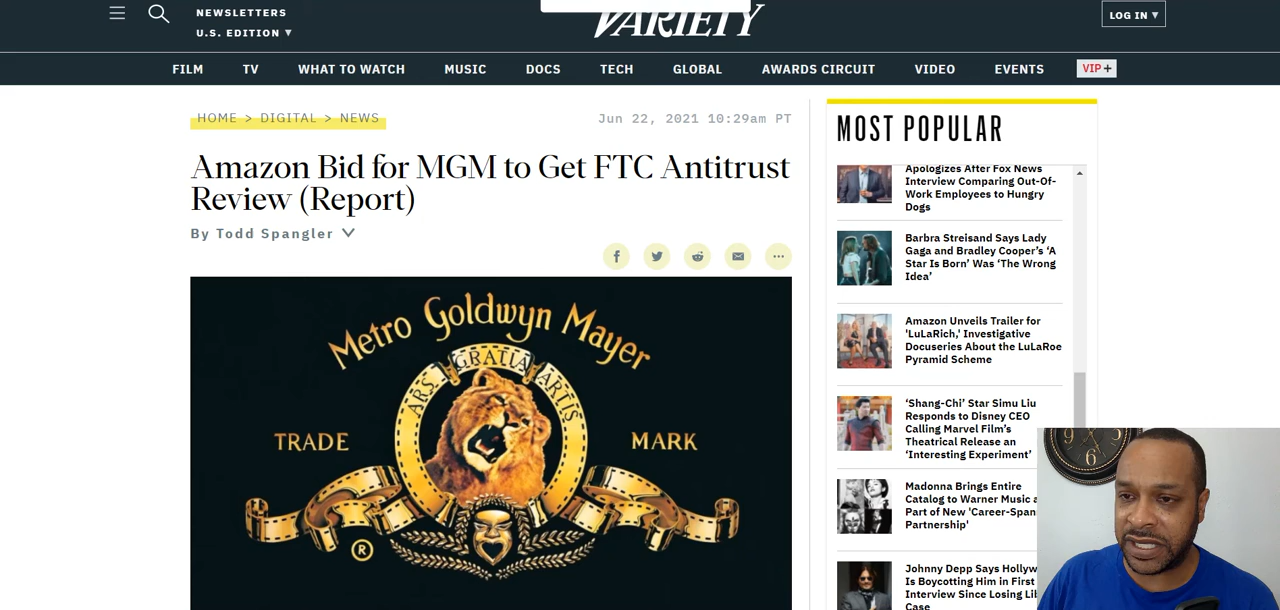 NEWSLETTERS
U.S. EDITION ▼
VARIETY
LOG IN ▼
FILM TV WHAT TO WATCH MUSIC DOCS TECH GLOBAL AWARDS CIRCUIT VIDEO EVENTS VIP+
HOME > DIGITAL > NEWS
Jun 22, 2021 10:29am PT
Amazon Bid for MGM to Get FTC Antitrust
Review (Report)
By Todd Spangler
Metro Goldwyn Mayer
ARS GRATIA ARTIS
TRADE MARK
®
MOST POPULAR
Apologizes After Fox News
Interview Comparing Out-Of-
Work Employees to Hungry
Dogs
Barbra Streisand Says Lady
Gaga and Bradley Cooper's 'A
Star Is Born' Was 'The Wrong
Idea'
Amazon Unveils Trailer for
'LuLaRich,' Investigative
Docuseries About the LuLaRoe
Pyramid Scheme
'Shang-Chi' Star Simu Liu
Responds to Disney CEO
Calling Marvel Film's
Theatrical Release an
'Interesting Experiment'
Madonna Brings Entire
Catalog to Warner Music
Part of New 'Career-Span
Partnership'
Johnny Depp Says Hollyw
Is Boycotting Him in First
Interview Since Losing Li
Case
9 5 6